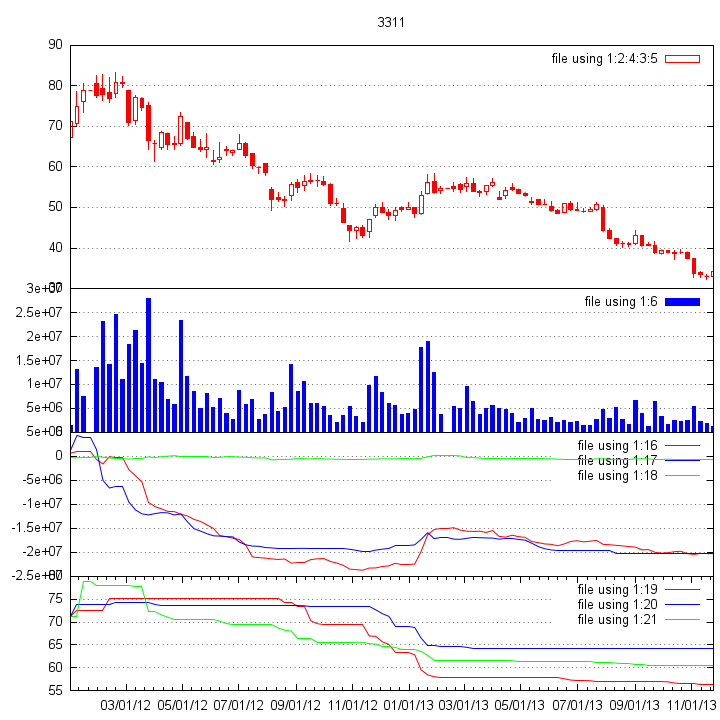 3311
90
file using 1:2:4:3:5
80
70
60
50
40
3e+07
file using 1:6
2.5e+07
2e+07
1.5e+07
1e+07
5e+06
file using 1:16
0
file using 1:17
-5e+06
file using 1:18
-1e+07
-1.5e+07
-2e+07
-2.5e+07
file using 1:19
75
file using 1:20
70
file using 1:21
65
60
55
03/01/12 05/01/12 07/01/12 09/01/12 11/01/12 01/01/13 03/01/13 05/01/13 07/01/13 09/01/13 11/01/13